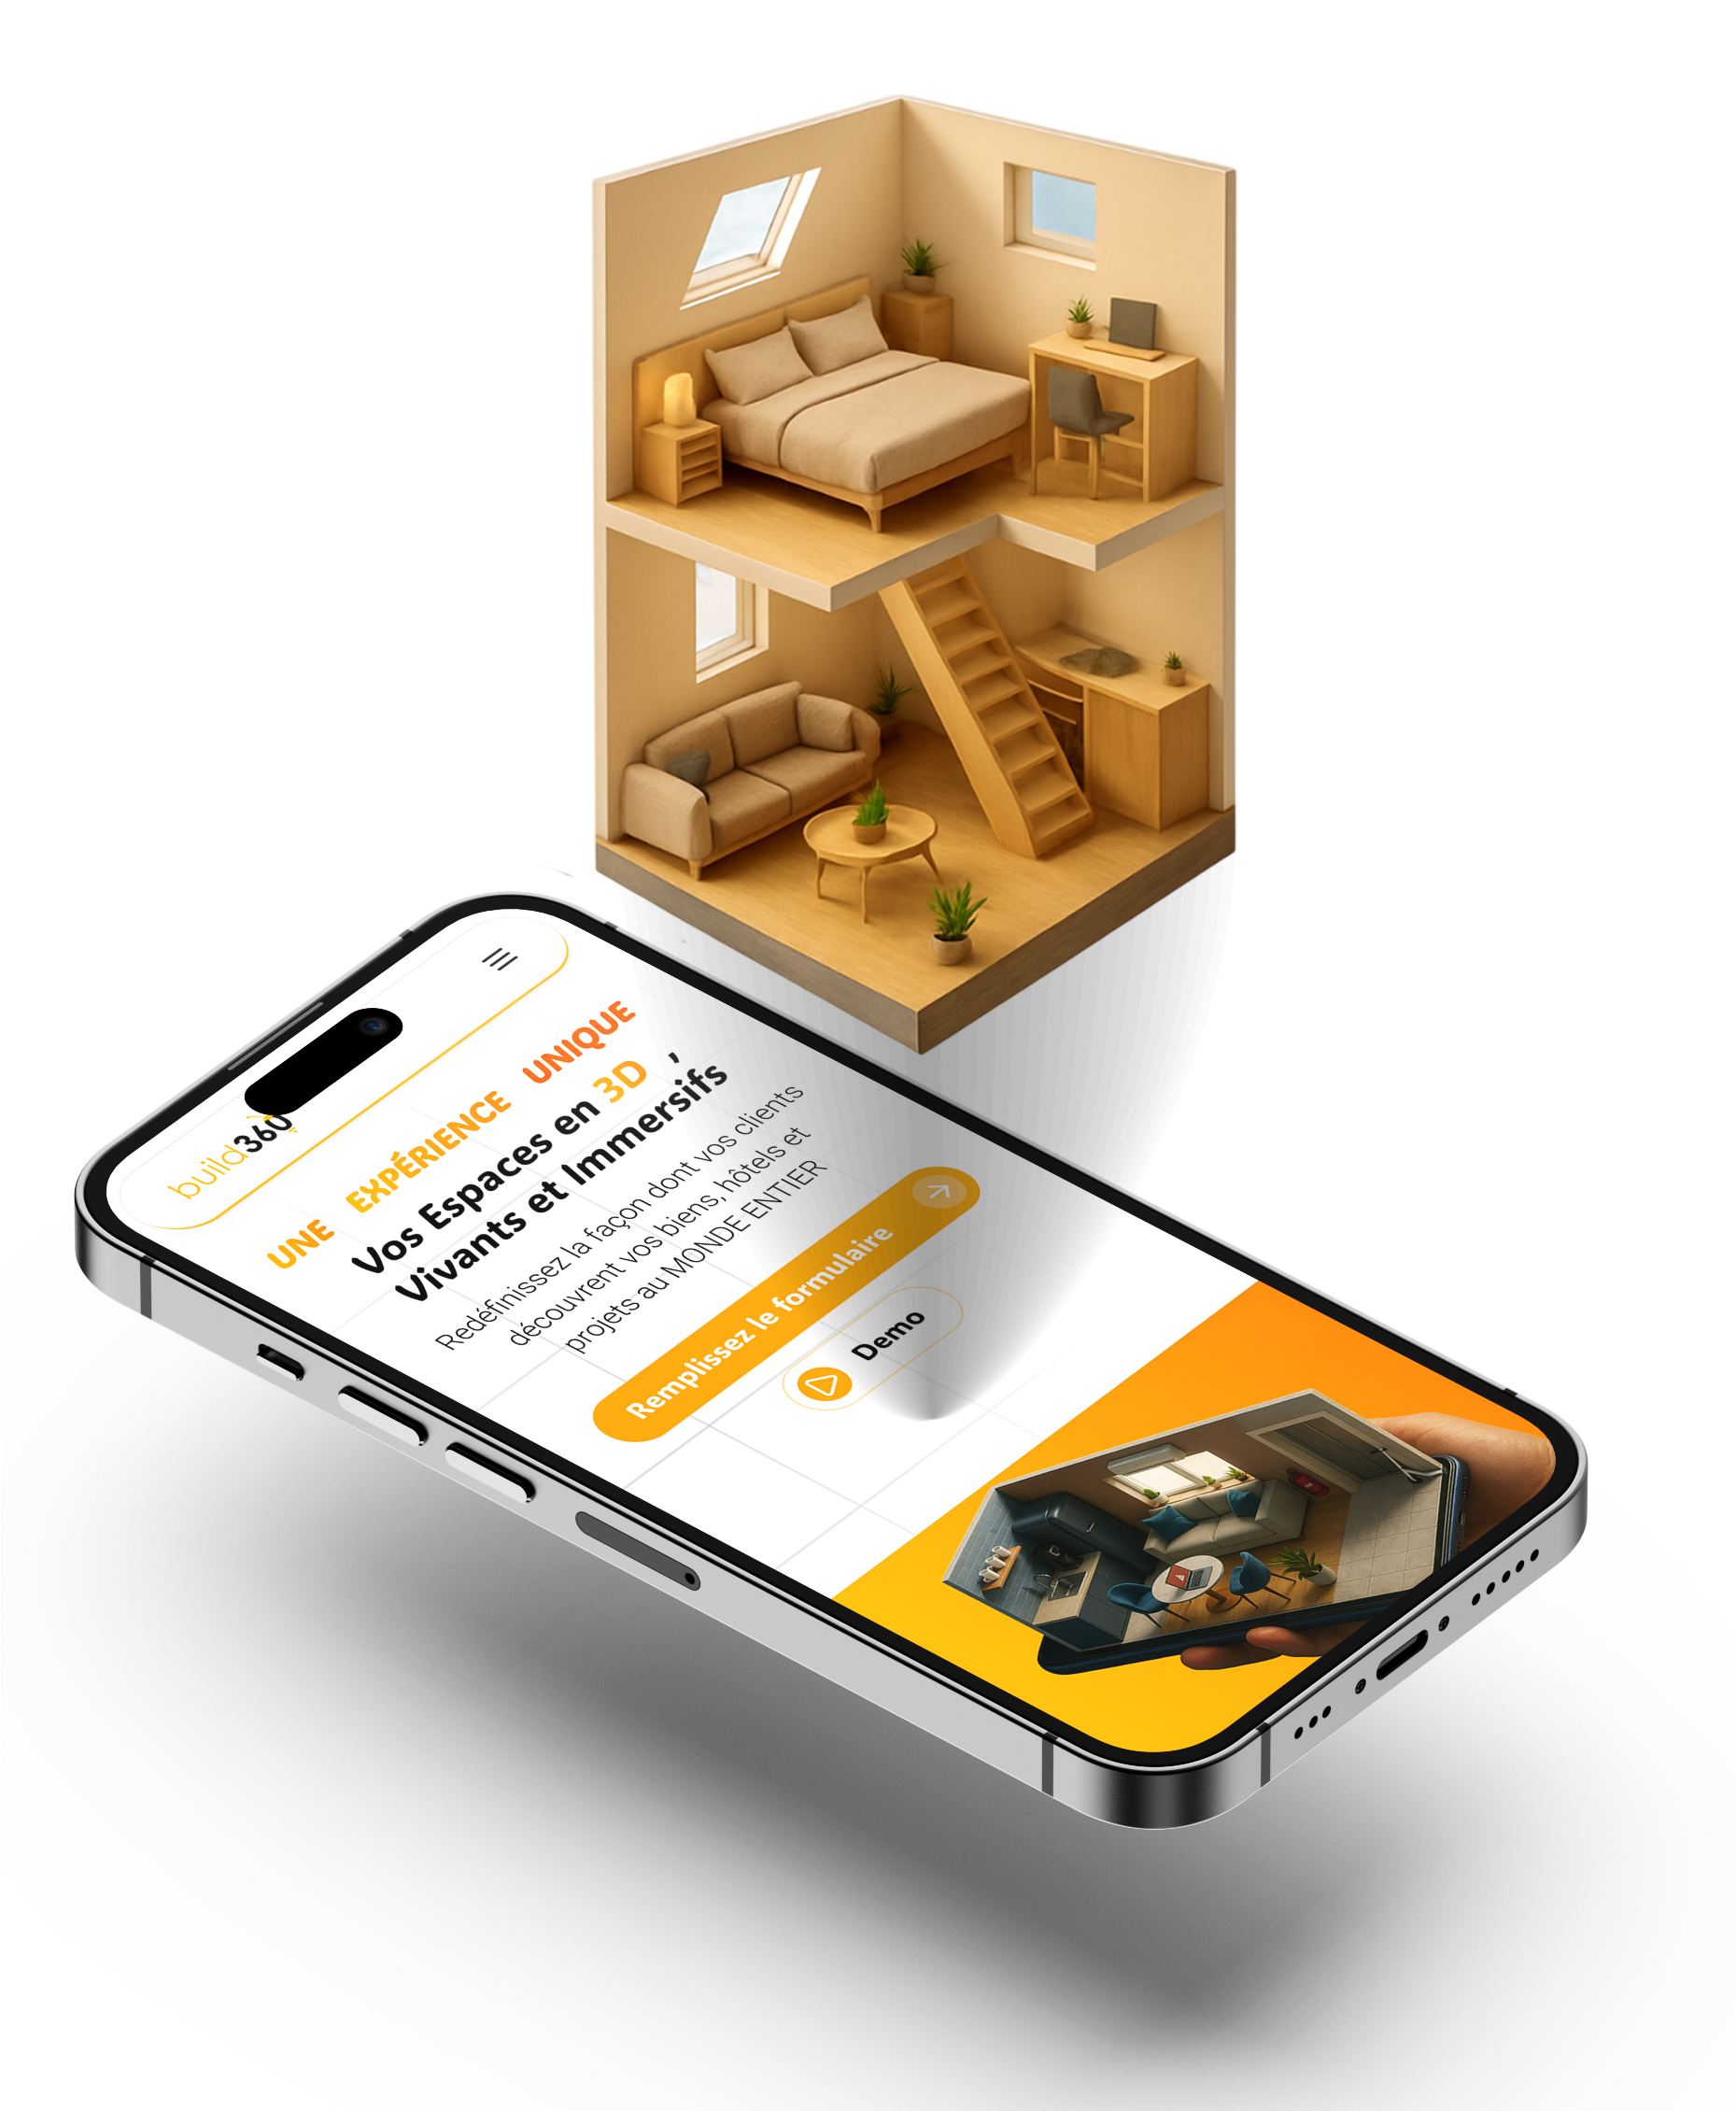 build360
UNE EXPÉRIENCE UNIQUE
Vos Espaces en 3D ,
Vivants et Immersifs
Redéfinissez la façon dont vos clients
découvrent vos biens, hôtels et
projets au MONDE ENTIER
Remplissez le formulaire
Demo